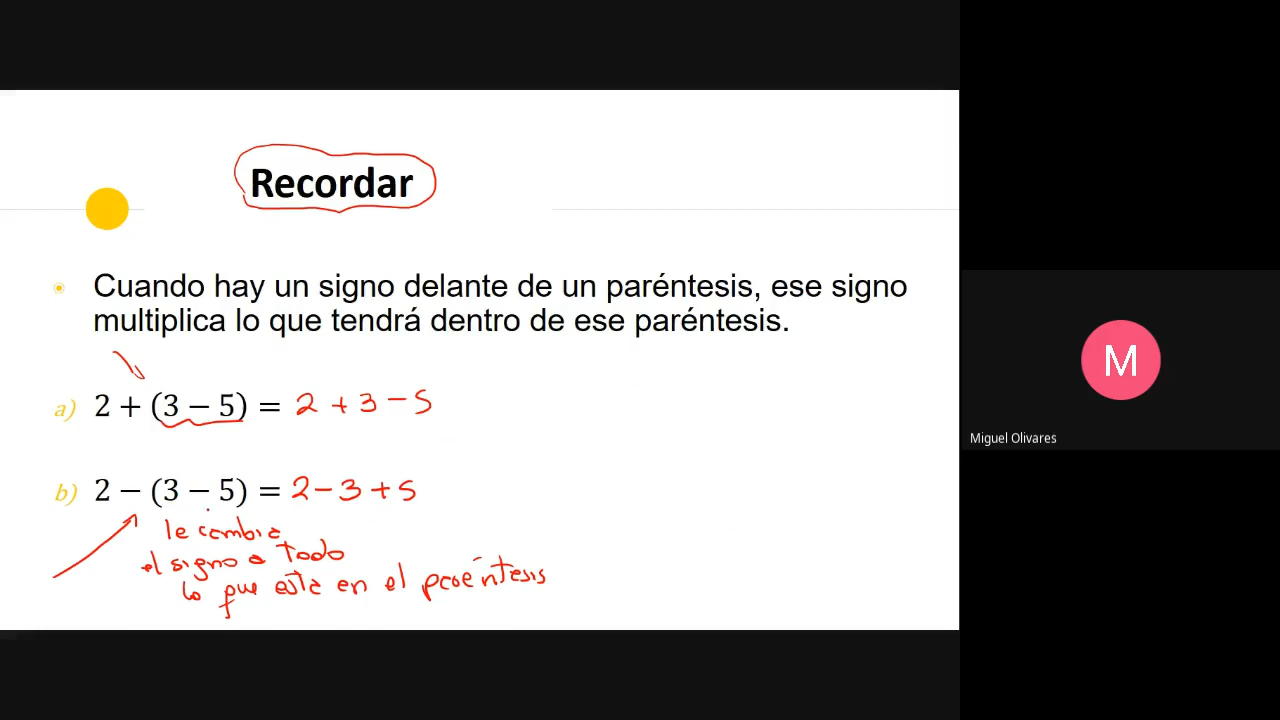 Recordar
Cuando hay un signo delante de un paréntesis, ese signo
multiplica lo que tendrá dentro de ese paréntesis.
a) 2 + (3 − 5) = 2 + 3 - 5
b) 2 − (3 − 5) = 2 - 3 + 5
le cambia
el signo a todo
lo que está en el paréntesis
M
Miguel Olivares